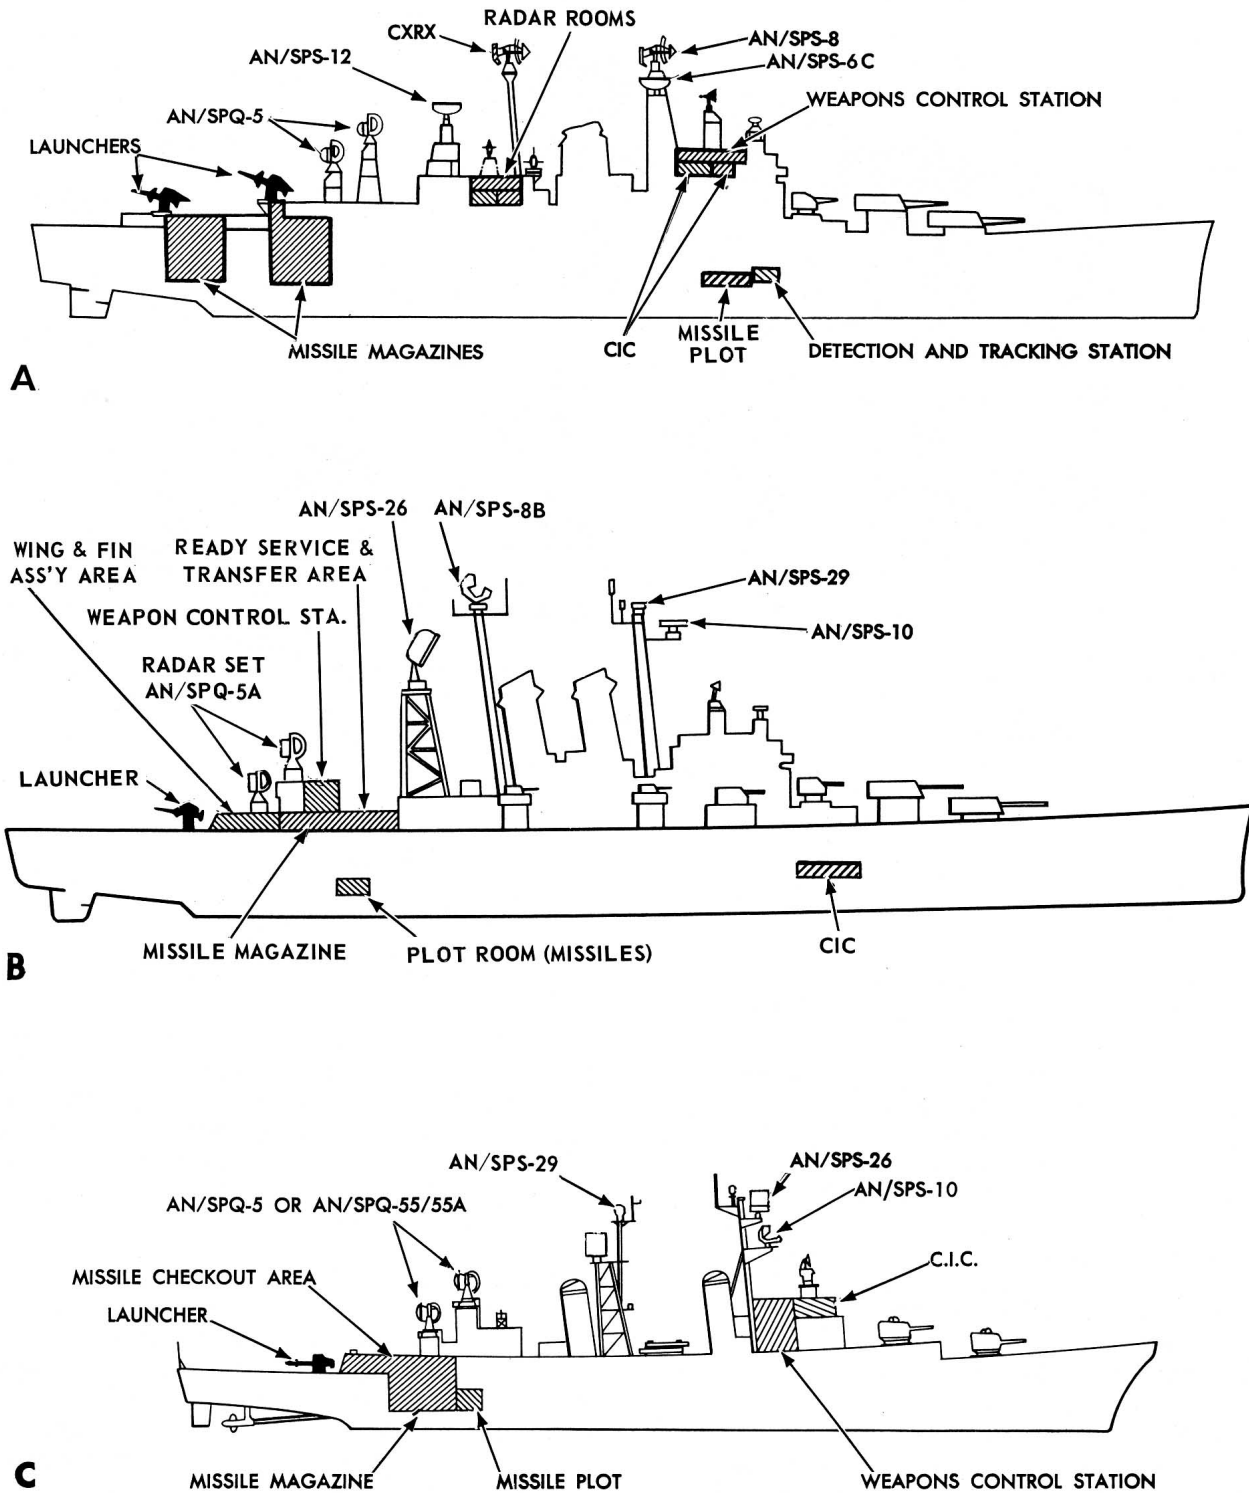 RADAR ROOMS
CXRX
AN/SPS-12
AN/SPS-8
AN/SPS-6C
WEAPONS CONTROL STATION
AN/SPQ-5
LAUNCHERS
MISSILE MAGAZINES
CIC
MISSILE
PLOT
DETECTION AND TRACKING STATION
A
AN/SPS-26
AN/SPS-8B
WING & FIN
ASS'Y AREA
READY SERVICE &
TRANSFER AREA
WEAPON CONTROL STA.
AN/SPS-29
AN/SPS-10
RADAR SET
AN/SPQ-5A
LAUNCHER
MISSILE MAGAZINE
PLOT ROOM (MISSILES)
CIC
B
AN/SPS-29
AN/SPS-26
AN/SPS-10
AN/SPQ-5 OR AN/SPQ-55/55A
C.I.C.
MISSILE CHECKOUT AREA
LAUNCHER
MISSILE MAGAZINE
MISSILE PLOT
WEAPONS CONTROL STATION
C